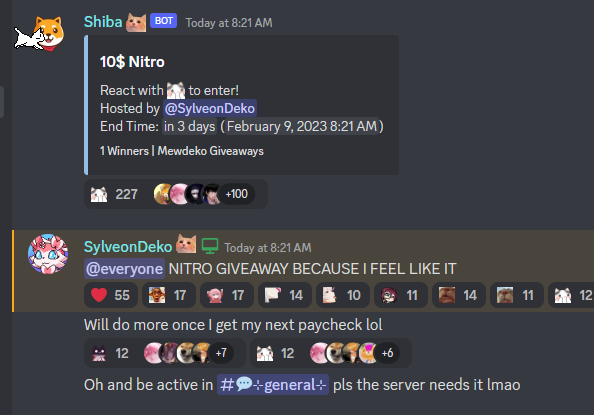 Shiba BOT Today at 8:21 AM
10$ Nitro
React with to enter!
Hosted by @SylveonDeko
End Time: in 3 days (February 9, 2023 8:21 AM)
1 Winners | Mewdeko Giveaways
227 +100
SylveonDeko Today at 8:21 AM
@everyone NITRO GIVEAWAY BECAUSE I FEEL LIKE IT
55 17 17 14 10 11 14 11 12
Will do more once I get my next paycheck lol
12 +7 12 +6
Oh and be active in #💬⊹general⊹ pls the server needs it lmao